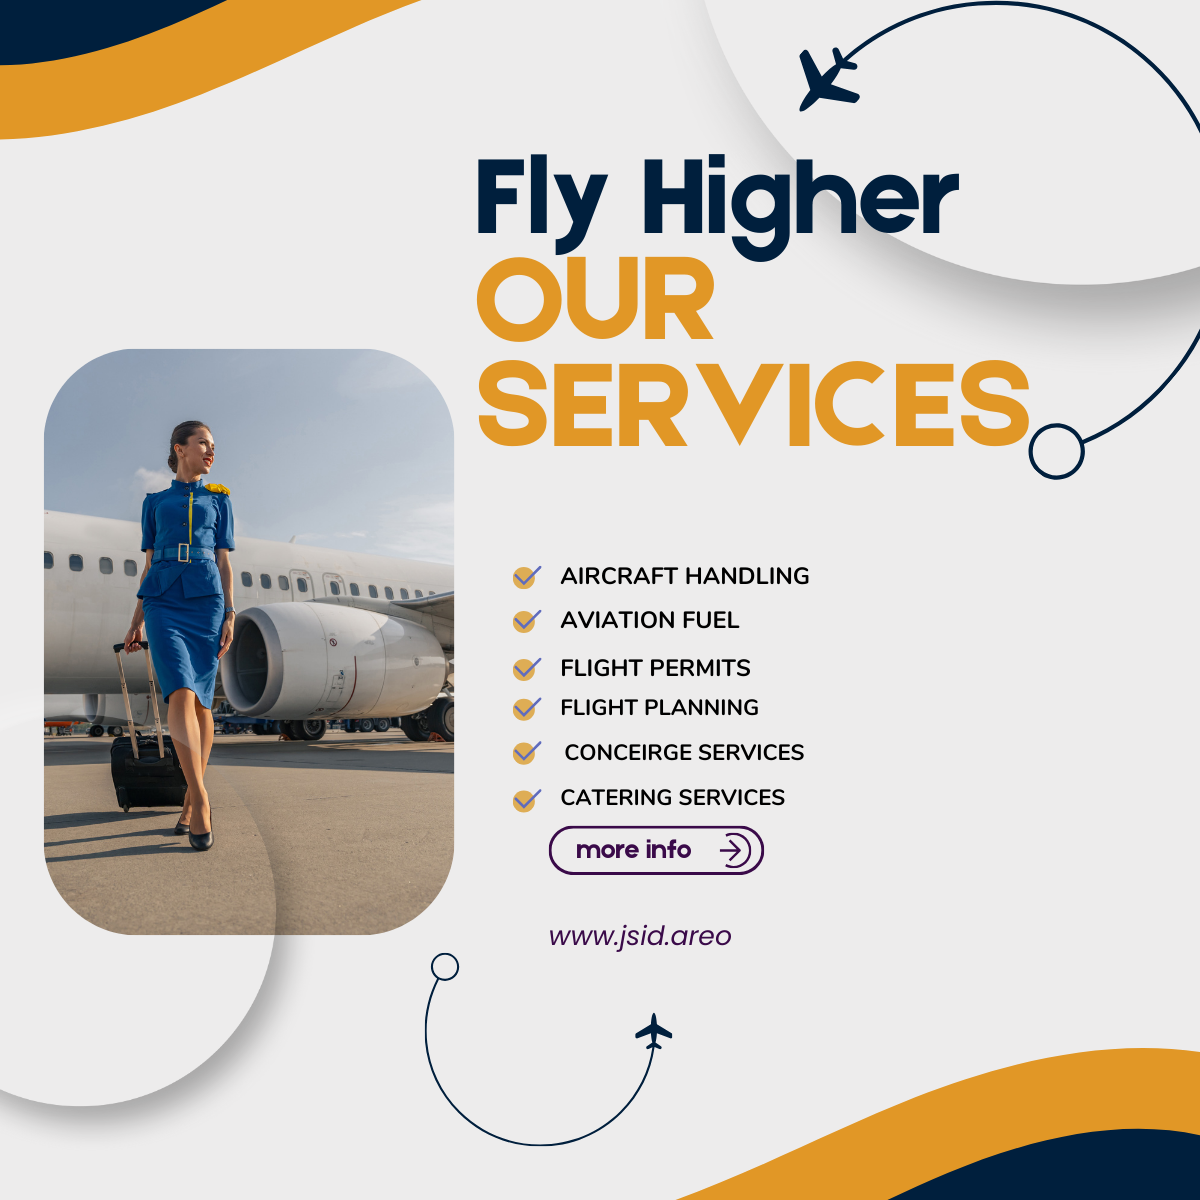 Fly Higher
OUR
SERVICES
AIRCRAFT HANDLING
AVIATION FUEL
FLIGHT PERMITS
FLIGHT PLANNING
CONCEIRGE SERVICES
CATERING SERVICES
more info
www.jsid.areo